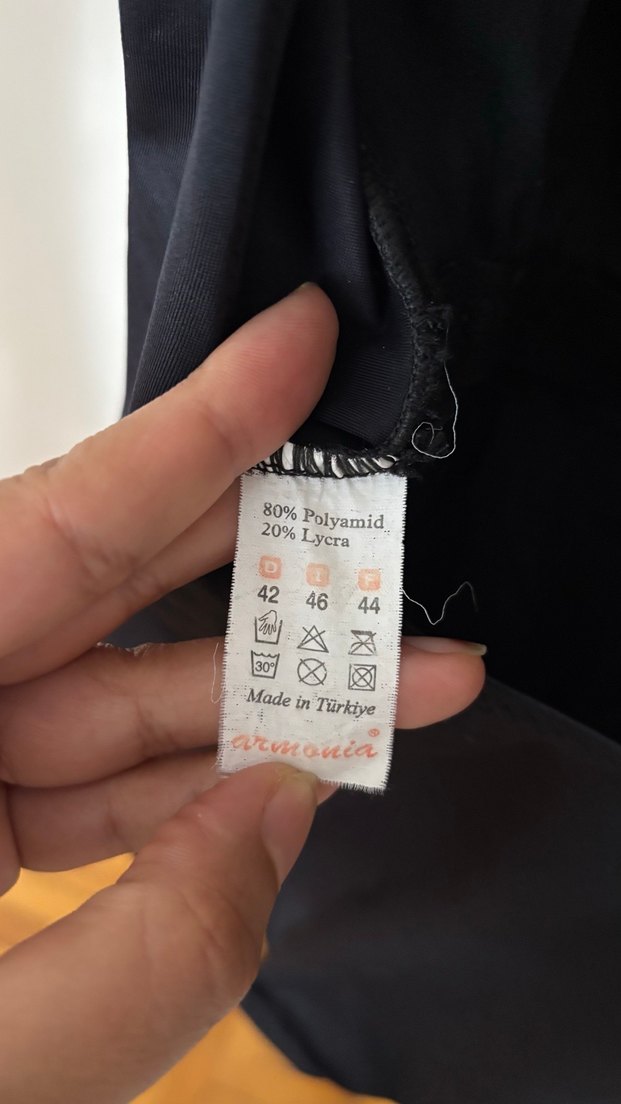 80% Polyamid
20% Lycra
D I F
42 46 44
30°
Made in Türkiye
armonia®